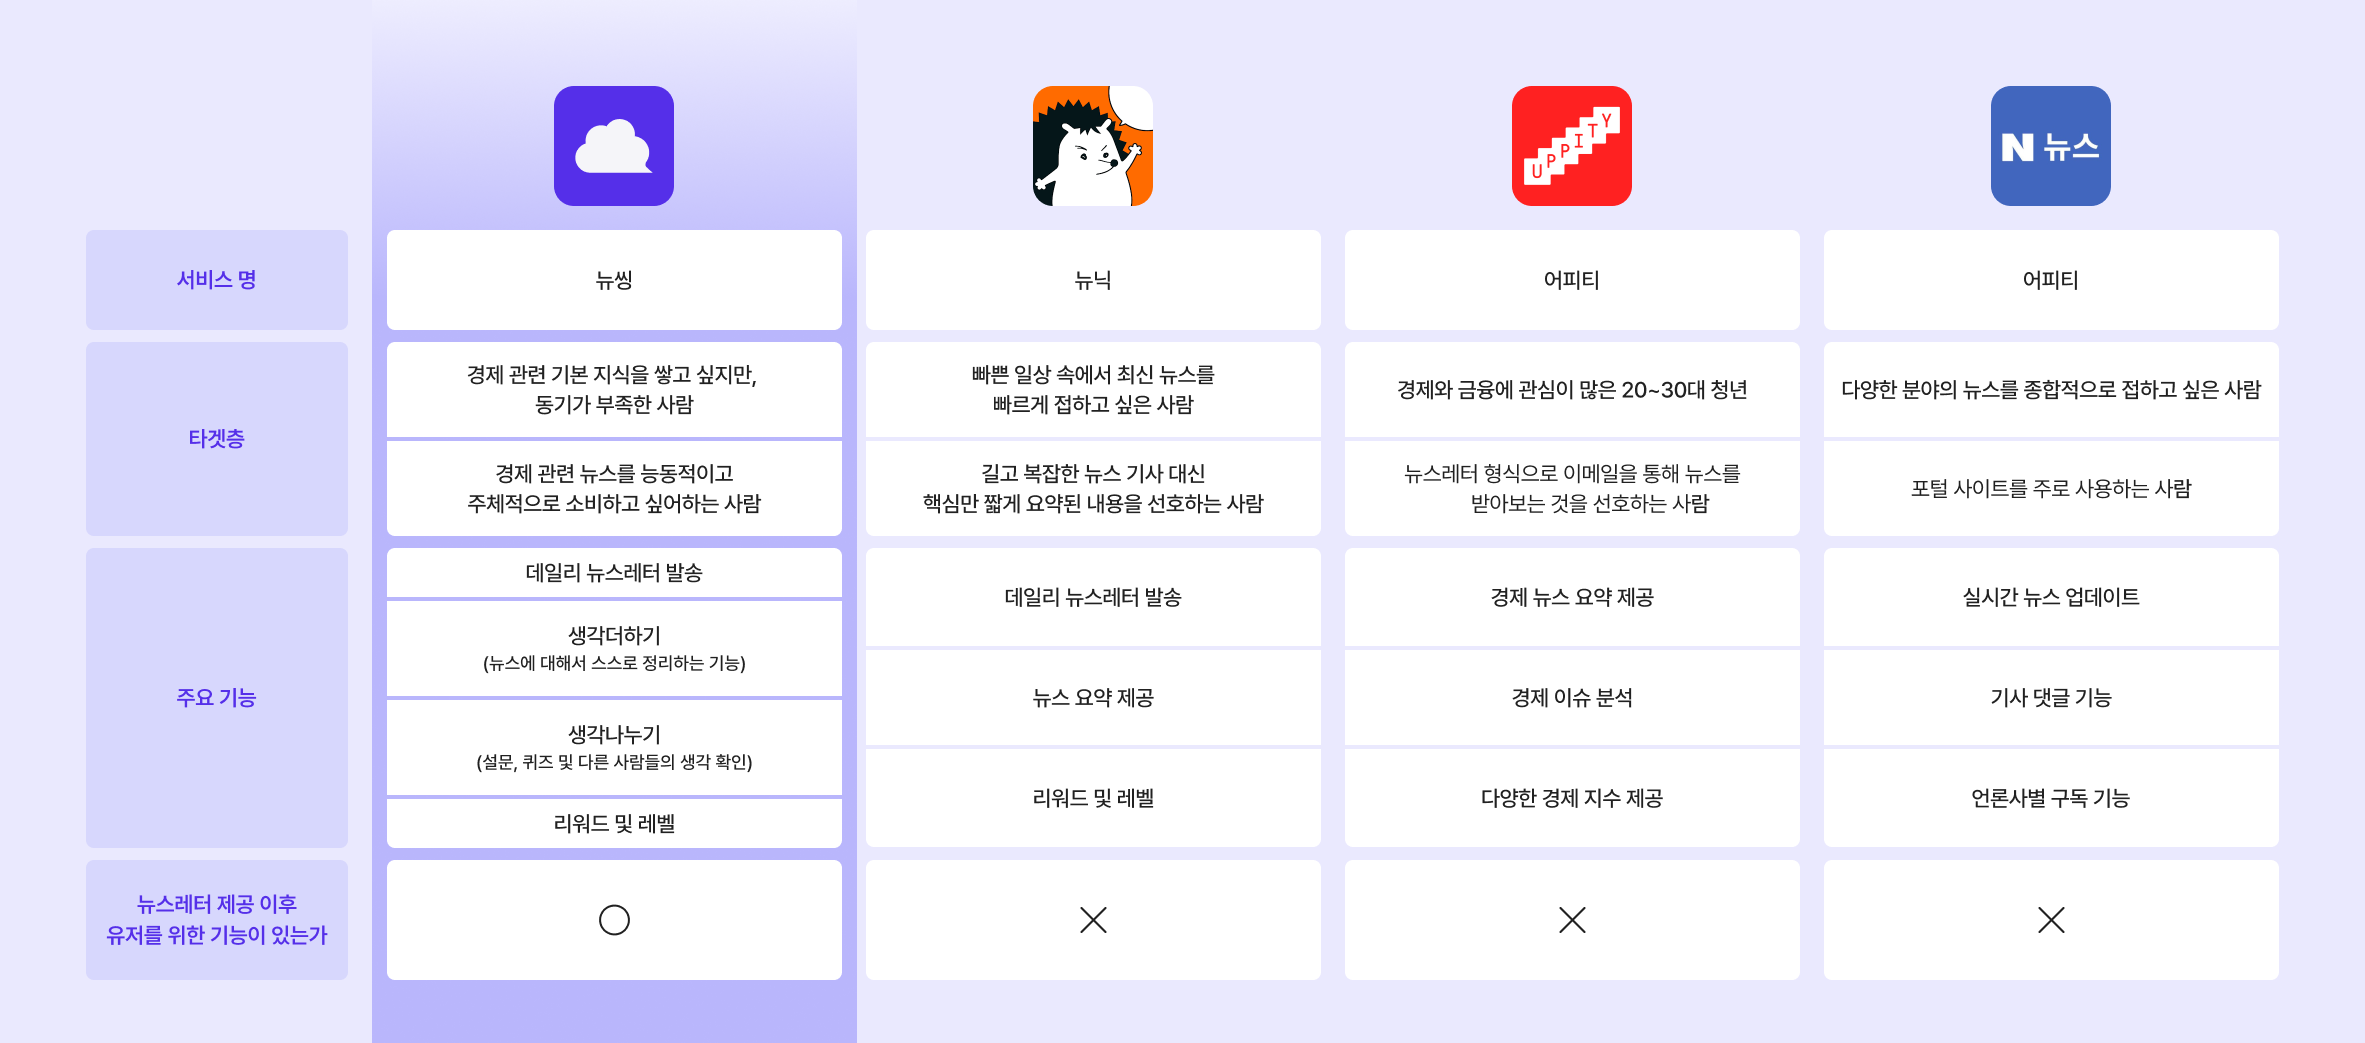 UPPITY
N 뉴스
서비스 명
뉴씽
뉴닉
어피티
어피티
타겟층
경제 관련 기본 지식을 쌓고 싶지만,
동기가 부족한 사람
빠쁜 일상 속에서 최신 뉴스를
빠르게 접하고 싶은 사람
경제와 금융에 관심이 많은 20~30대 청년
다양한 분야의 뉴스를 종합적으로 접하고 싶은 사람
경제 관련 뉴스를 능동적이고
주체적으로 소비하고 싶어하는 사람
길고 복잡한 뉴스 기사 대신
핵심만 짧게 요약된 내용을 선호하는 사람
뉴스레터 형식으로 이메일을 통해 뉴스를
받아보는 것을 선호하는 사람
포털 사이트를 주로 사용하는 사람
주요 기능
데일리 뉴스레터 발송
생각더하기
(뉴스에 대해서 스스로 정리하는 기능)
생각나누기
(설문, 퀴즈 및 다른 사람들의 생각 확인)
리워드 및 레벨
데일리 뉴스레터 발송
뉴스 요약 제공
리워드 및 레벨
경제 뉴스 요약 제공
경제 이슈 분석
다양한 경제 지수 제공
실시간 뉴스 업데이트
기사 댓글 기능
언론사별 구독 기능
뉴스레터 제공 이후
유저를 위한 기능이 있는가